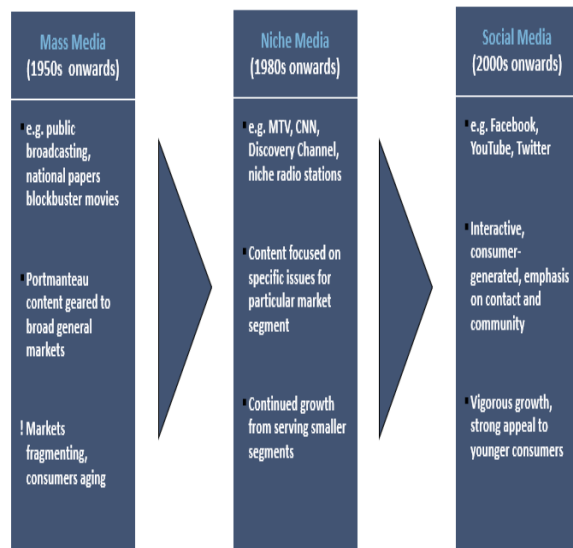 Mass Media
(1950s onwards)
▪e.g. public
broadcasting,
national papers
blockbuster movies
▪Portmanteau
content geared to
broad general
markets
! Markets
fragmenting,
consumers aging
Niche Media
(1980s onwards)
▪e.g. MTV, CNN,
Discovery Channel,
niche radio stations
▪Content focused on
specific issues for
particular market
segment
▪Continued growth
from serving smaller
segments
Social Media
(2000s onwards)
▪e.g. Facebook,
YouTube, Twitter
▪Interactive,
consumer-
generated, emphasis
on contact and
community
▪Vigorous growth,
strong appeal to
younger consumers